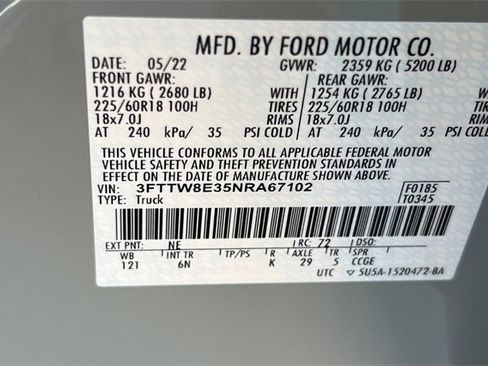 MFD. BY FORD MOTOR CO.
DATE: 05/22 GVWR: 2359 KG ( 5200 LB)
FRONT GAWR: REAR GAWR:
1216 KG ( 2680 LB) WITH 1254 KG ( 2765 LB)
225/60R18 100H TIRES 225/60R18 100H
18x7.0J RIMS 18x7.0J
AT 240 kPa/ 35 PSI COLD AT 240 kPa/ 35 PSI COLD
THIS VEHICLE CONFORMS TO ALL APPLICABLE FEDERAL MOTOR
VEHICLE SAFETY AND THEFT PREVENTION STANDARDS IN
EFFECT ON THE DATE OF MANUFACTURE SHOWN ABOVE.
VIN: 3FTTW8E35NRA67102 F0185
TYPE: Truck T0345
EXT PNT: NE RC: 72 DSO:
WB INT TR TP/PS R AXLE TR SPR
121 6N K 29 5 CCGE
UTC ▽ 5U5A-1520472-BA